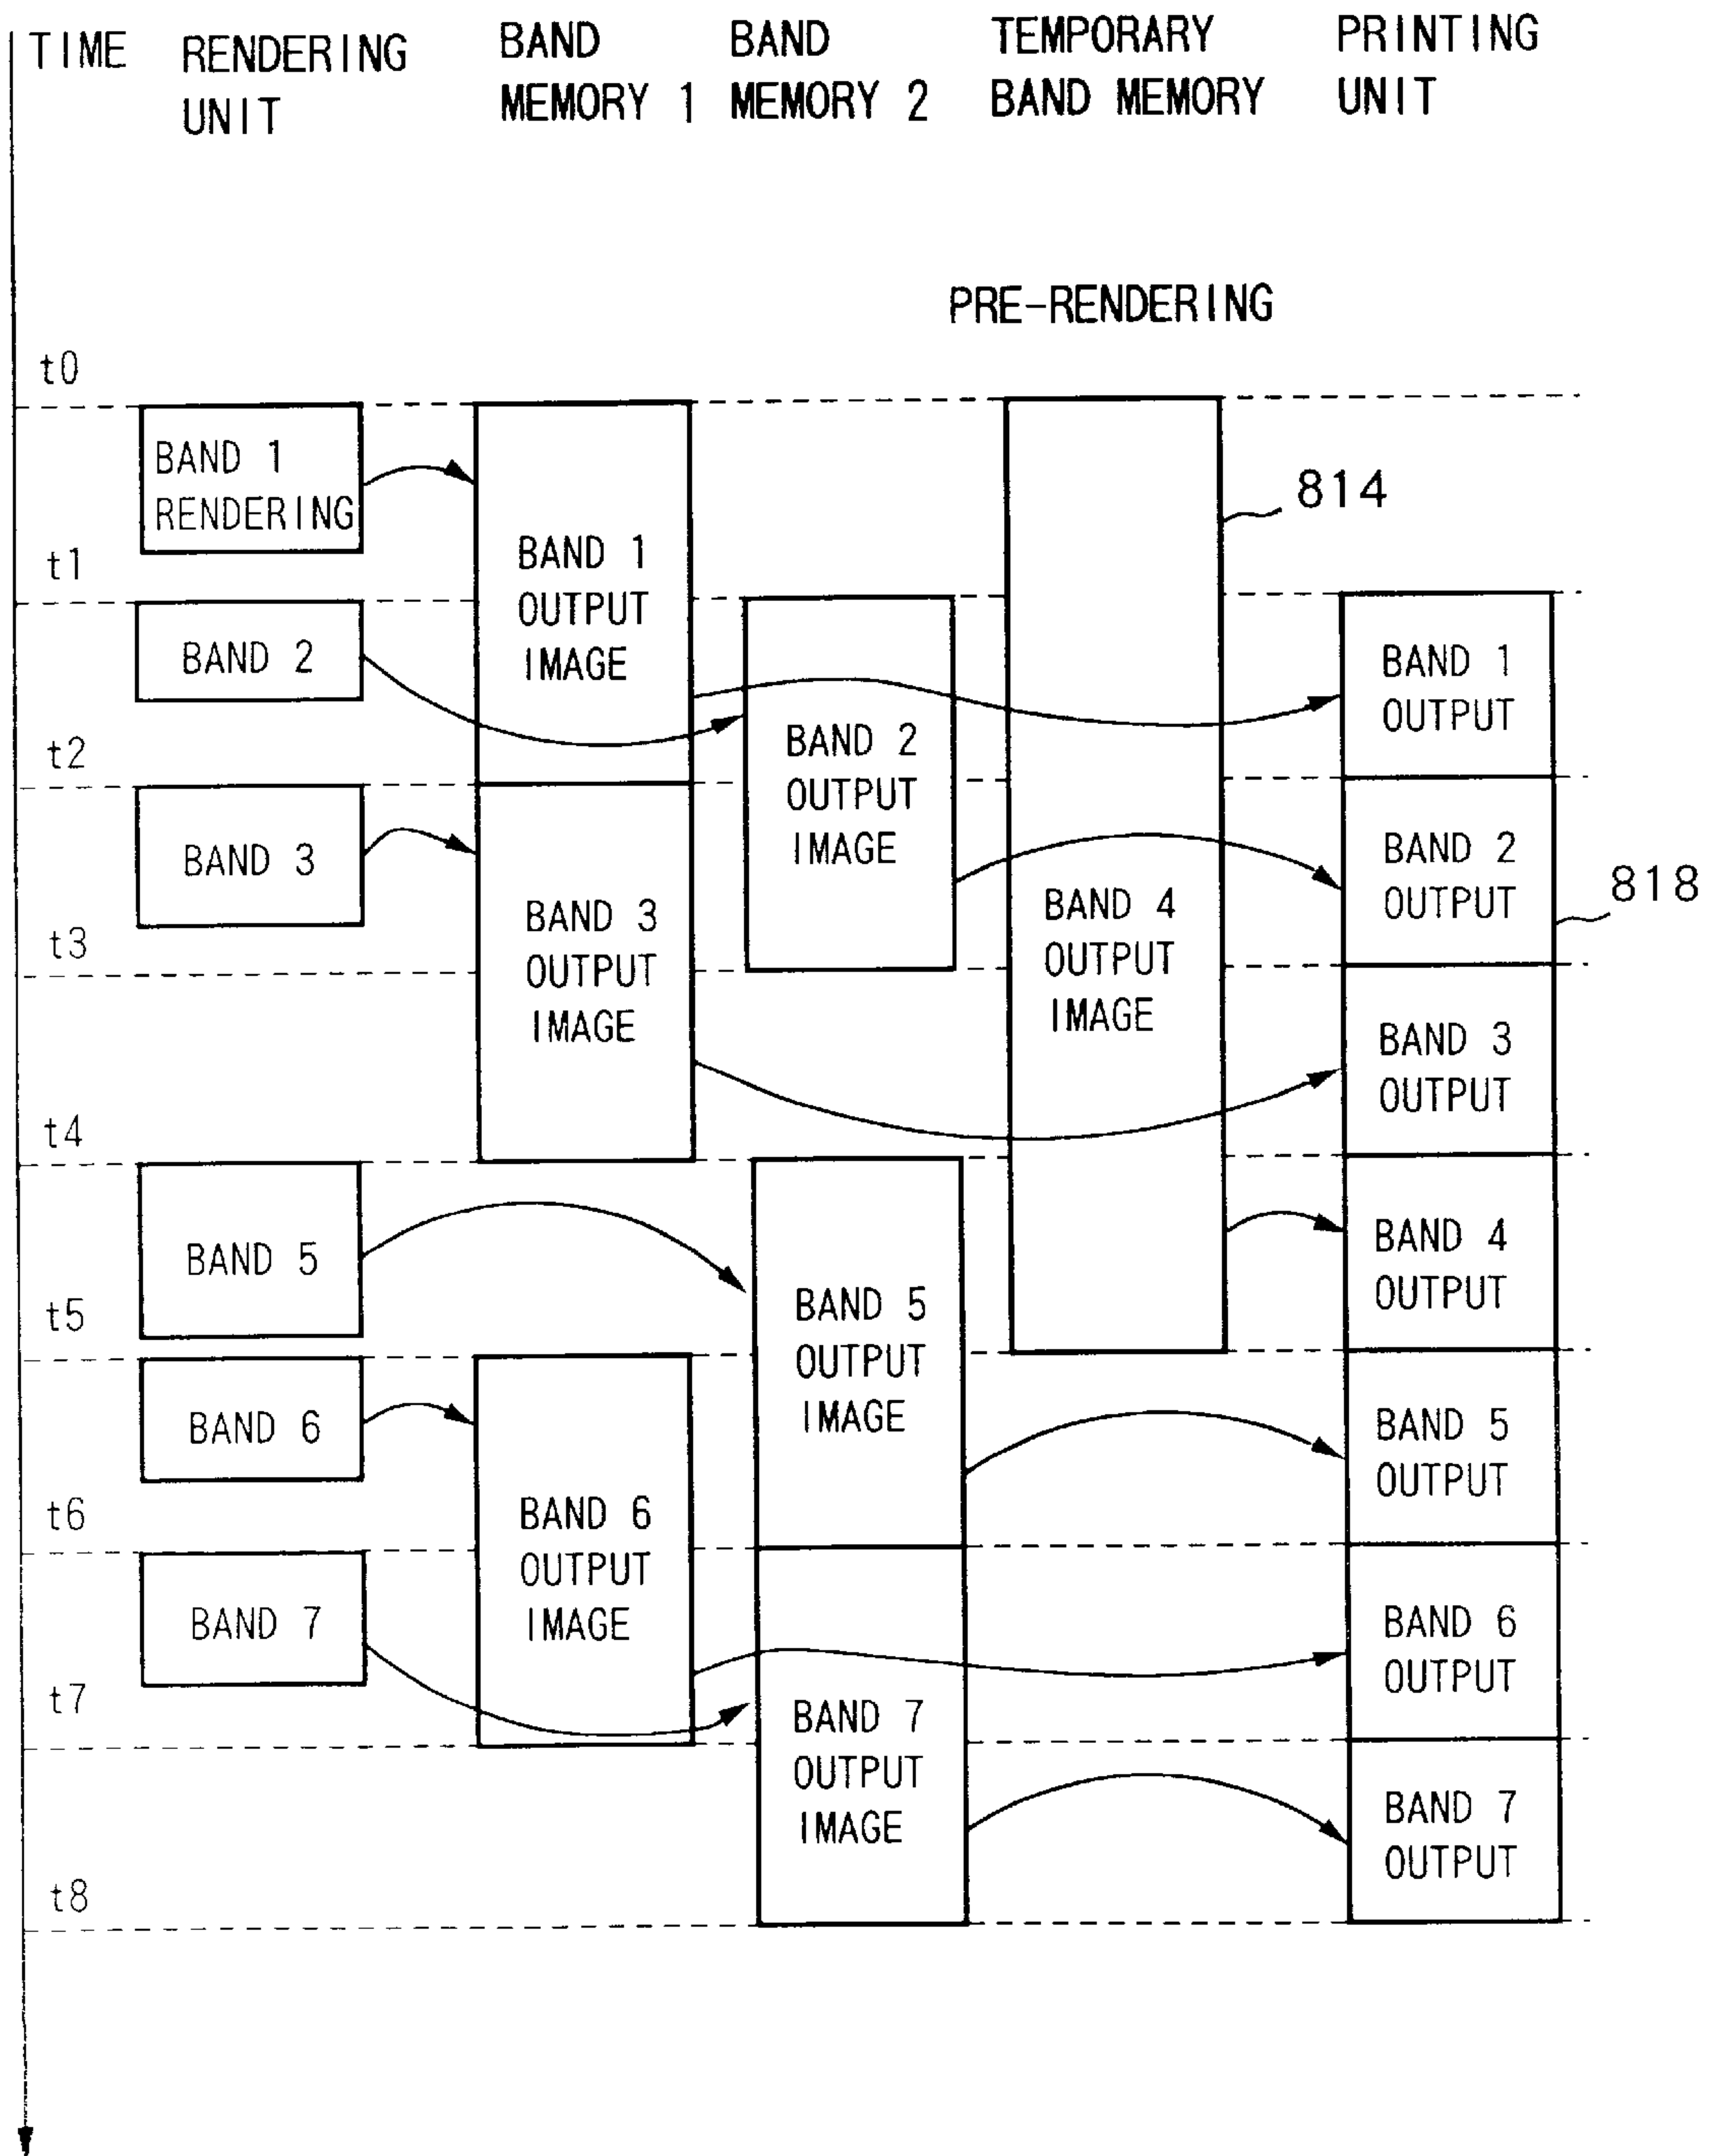 TIME
RENDERING
UNIT
BAND
MEMORY 1
BAND
MEMORY 2
TEMPORARY
BAND MEMORY
PRINTING
UNIT
PRE-RENDERING
t0
BAND 1
RENDERING
814
BAND 1
OUTPUT
IMAGE
t1
BAND 2
BAND 1
OUTPUT
BAND 2
OUTPUT
IMAGE
t2
BAND 3
BAND 2
OUTPUT
818
BAND 3
OUTPUT
IMAGE
BAND 4
OUTPUT
IMAGE
t3
BAND 3
OUTPUT
t4
BAND 5
BAND 4
OUTPUT
BAND 5
OUTPUT
IMAGE
t5
BAND 6
BAND 5
OUTPUT
BAND 6
OUTPUT
IMAGE
t6
BAND 7
BAND 6
OUTPUT
t7
BAND 7
OUTPUT
IMAGE
BAND 7
OUTPUT
t8